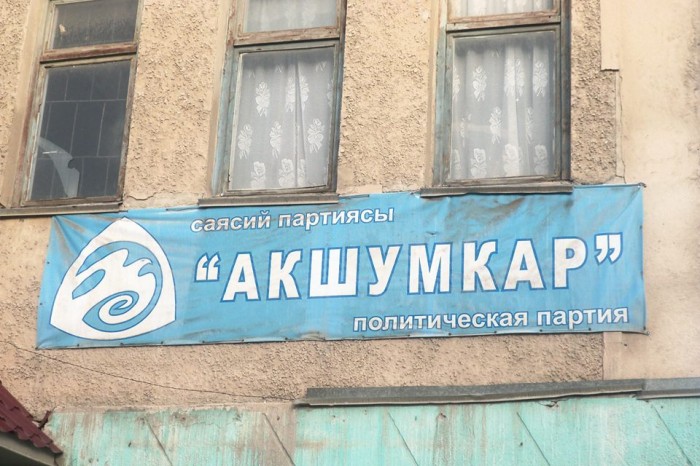 саясий партиясы
“АКШУМКАР”
политическая партия